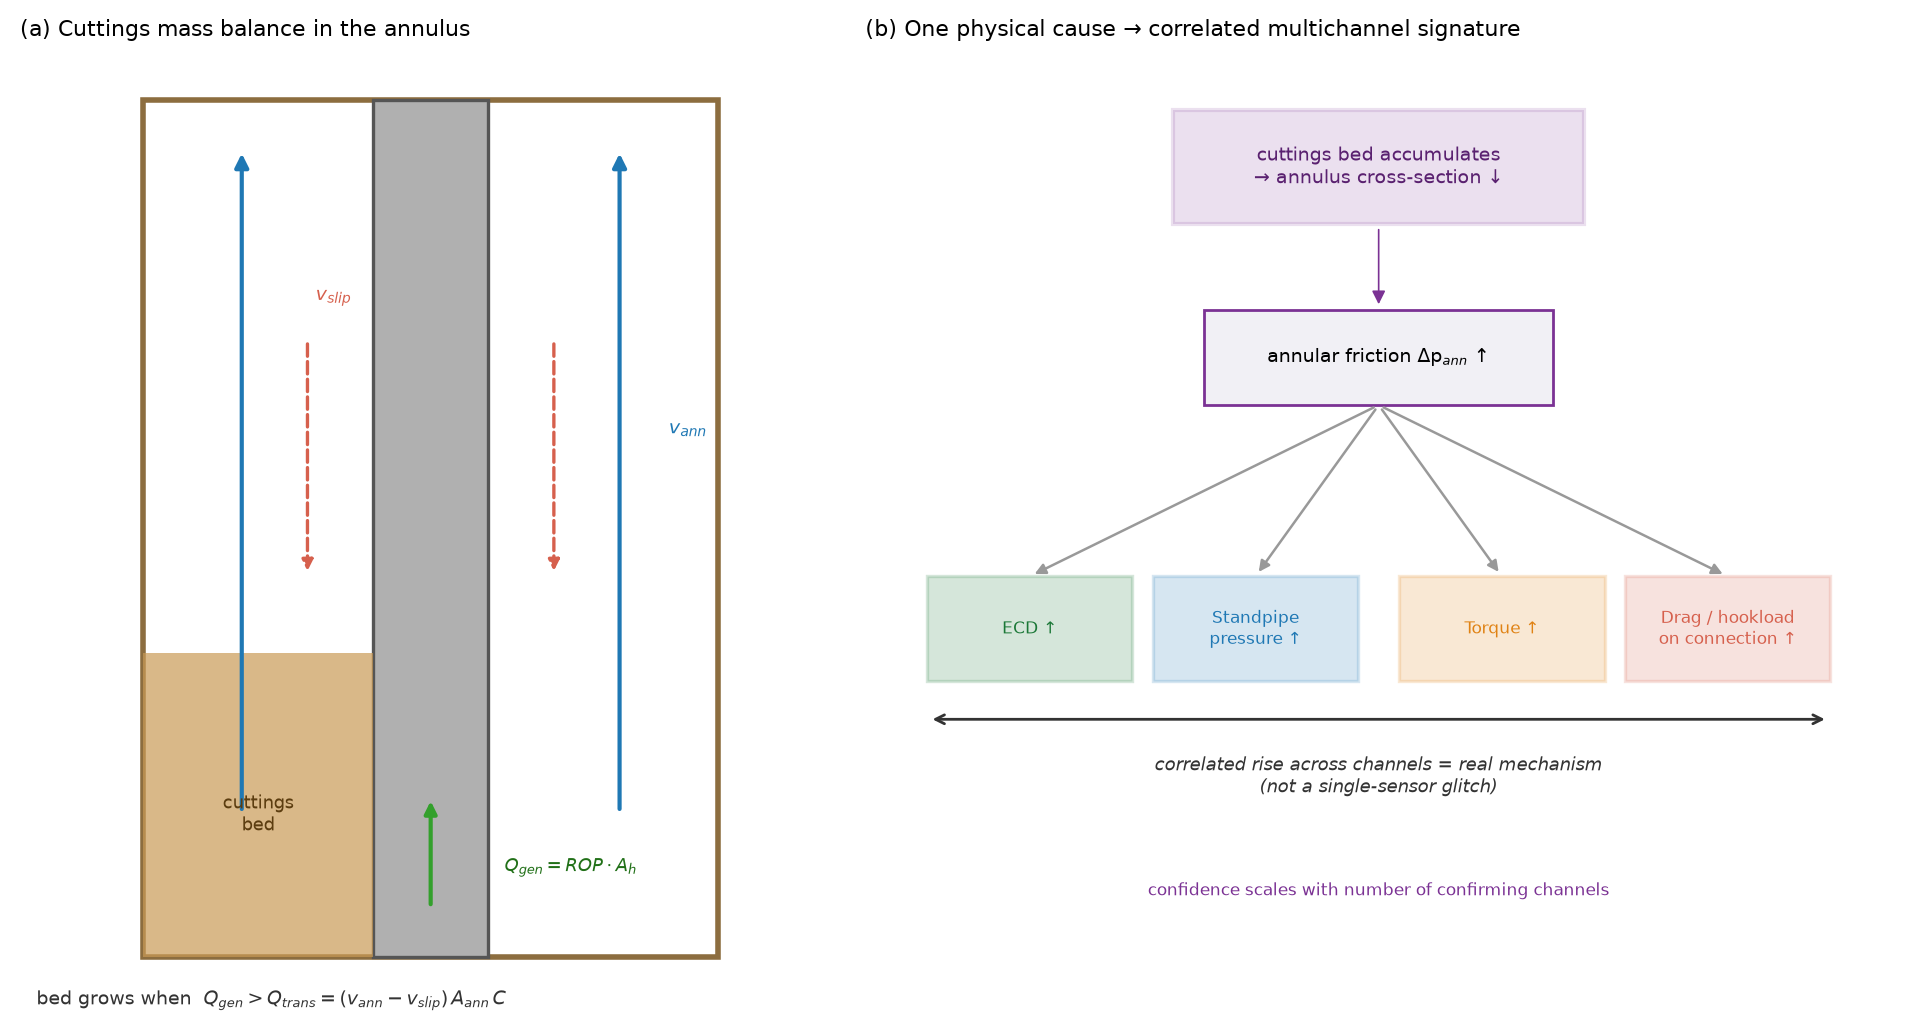 (a) Cuttings mass balance in the annulus
v_slip
v_ann
cuttings
bed
Q_gen = ROP · A_h
bed grows when Q_gen > Q_trans = (v_ann − v_slip) A_ann C
(b) One physical cause → correlated multichannel signature
cuttings bed accumulates
→ annulus cross-section ↓
annular friction Δp_ann ↑
ECD ↑
Standpipe
pressure ↑
Torque ↑
Drag / hookload
on connection ↑
correlated rise across channels = real mechanism
(not a single-sensor glitch)
confidence scales with number of confirming channels